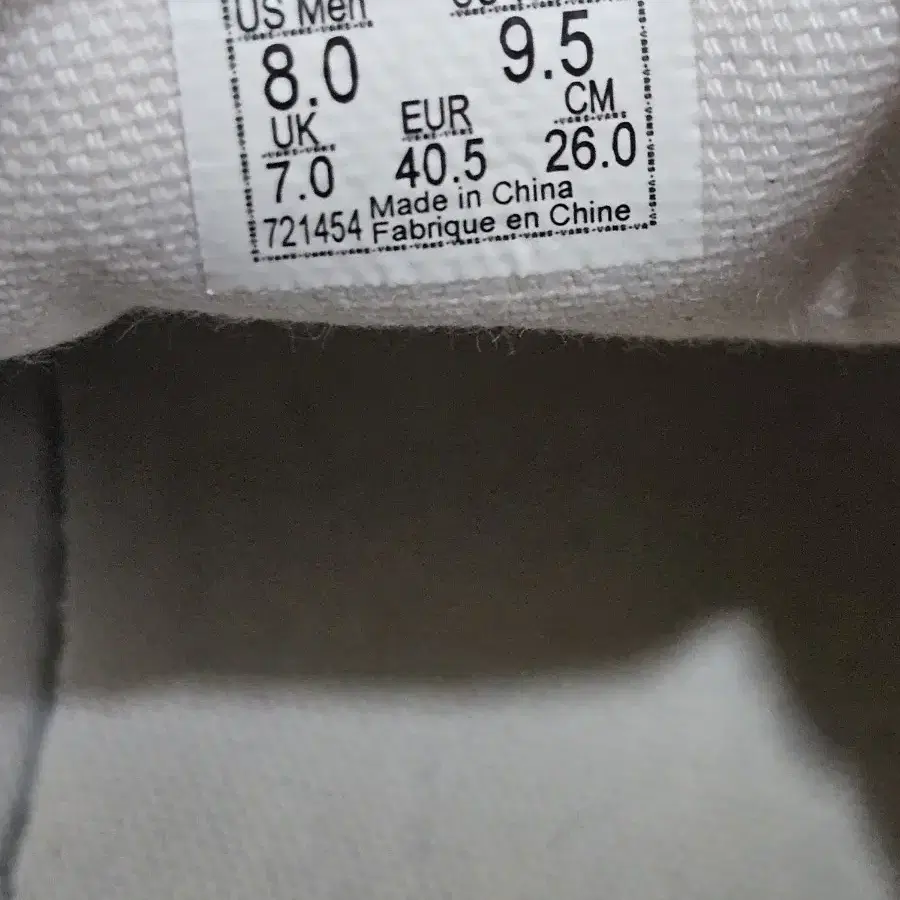 US Men
8.0 9.5
UK EUR CM
7.0 40.5 26.0
Made in China
721454 Fabrique en Chine